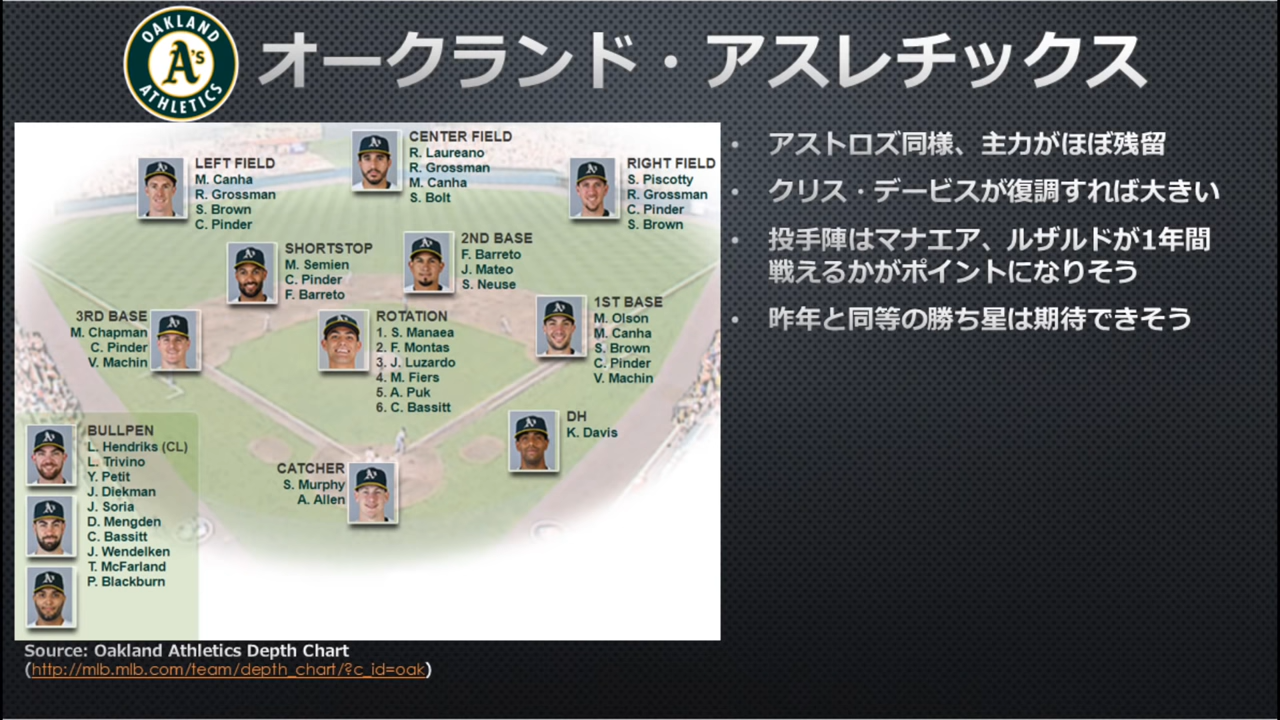 OAKLAND
A's
ATHLETICS
オークランド・アスレチックス
CENTER FIELD
R. Laureano
R. Grossman
M. Canha
S. Bolt
LEFT FIELD
M. Canha
R. Grossman
S. Brown
C. Pinder
RIGHT FIELD
S. Piscotty
R. Grossman
C. Pinder
S. Brown
SHORTSTOP
M. Semien
C. Pinder
F. Barreto
2ND BASE
F. Barreto
J. Mateo
S. Neuse
3RD BASE
M. Chapman
C. Pinder
V. Machin
ROTATION
1. S. Manaea
2. F. Montas
3. J. Luzardo
4. M. Fiers
5. A. Puk
6. C. Bassitt
1ST BASE
M. Olson
M. Canha
S. Brown
C. Pinder
V. Machin
DH
K. Davis
CATCHER
S. Murphy
A. Allen
BULLPEN
L. Hendriks (CL)
L. Trivino
Y. Petit
J. Diekman
J. Soria
D. Mengden
C. Bassitt
J. Wendelken
T. McFarland
P. Blackburn
Source: Oakland Athletics Depth Chart
(http://mlb.mlb.com/team/depth_chart/?c_id=oak)
• アストロズ同様、主力がほぼ残留
• クリス・デービスが復調すれば大きい
• 投手陣はマナエア、ルザルドが1年間
戦えるかがポイントになりそう
• 昨年と同等の勝ち星は期待できそう